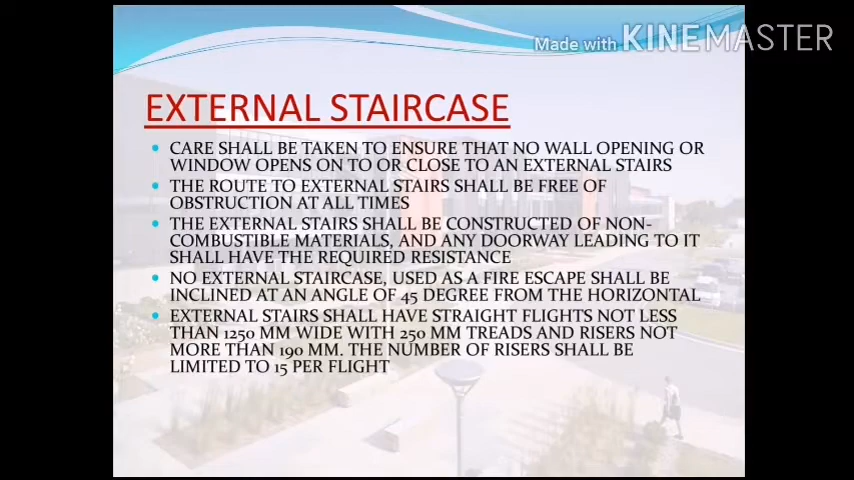 Made with KINEMASTER
EXTERNAL STAIRCASE
• CARE SHALL BE TAKEN TO ENSURE THAT NO WALL OPENING OR
WINDOW OPENS ON TO OR CLOSE TO AN EXTERNAL STAIRS
• THE ROUTE TO EXTERNAL STAIRS SHALL BE FREE OF
OBSTRUCTION AT ALL TIMES
• THE EXTERNAL STAIRS SHALL BE CONSTRUCTED OF NON-
COMBUSTIBLE MATERIALS, AND ANY DOORWAY LEADING TO IT
SHALL HAVE THE REQUIRED RESISTANCE
• NO EXTERNAL STAIRCASE, USED AS A FIRE ESCAPE SHALL BE
INCLINED AT AN ANGLE OF 45 DEGREE FROM THE HORIZONTAL
• EXTERNAL STAIRS SHALL HAVE STRAIGHT FLIGHTS NOT LESS
THAN 1250 MM WIDE WITH 250 MM TREADS AND RISERS NOT
MORE THAN 190 MM. THE NUMBER OF RISERS SHALL BE
LIMITED TO 15 PER FLIGHT